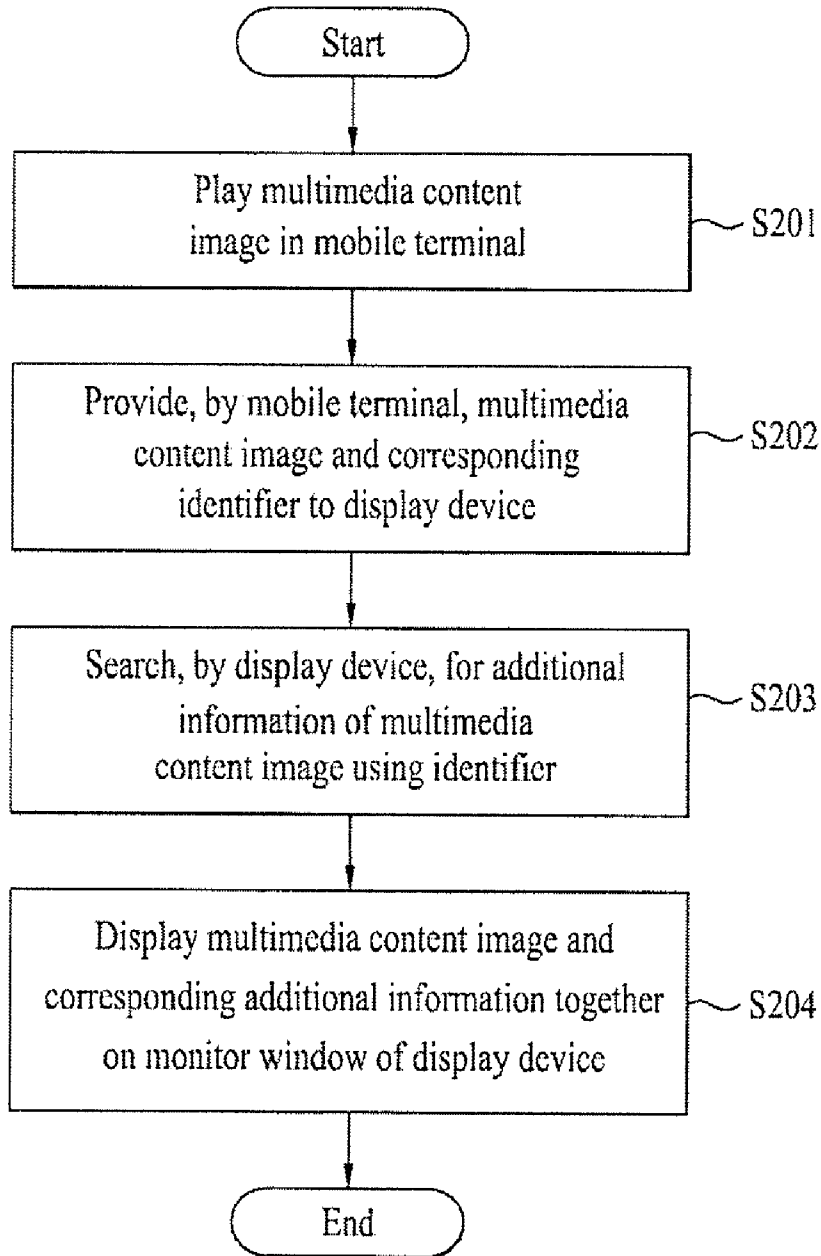 Start
Play multimedia content
image in mobile terminal
S201
Provide, by mobile terminal, multimedia
content image and corresponding
identifier to display device
S202
Search, by display device, for additional
information of multimedia
content image using identifier
S203
Display multimedia content image and
corresponding additional information together
on monitor window of display device
S204
End